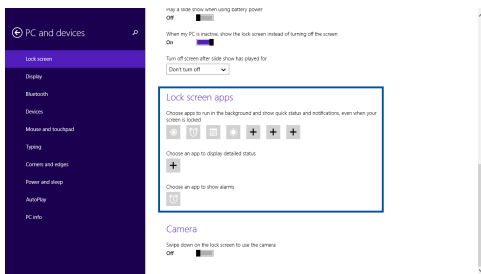 Play a slide show when using battery power
Off
PC and devices
When my PC is inactive, show the lock screen instead of turning off the screen
On
Lock screen
Turn off screen after slide show has played for
Don't turn off
Display
Bluetooth
Devices
Mouse and touchpad
Typing
Corners and edges
Power and sleep
AutoPlay
PC info
Lock screen apps
Choose apps to run in the background and show quick status and notifications, even when your
screen is locked
Choose an app to display detailed status
Choose an app to show alarms
Camera
Swipe down on the lock screen to use the camera
Off